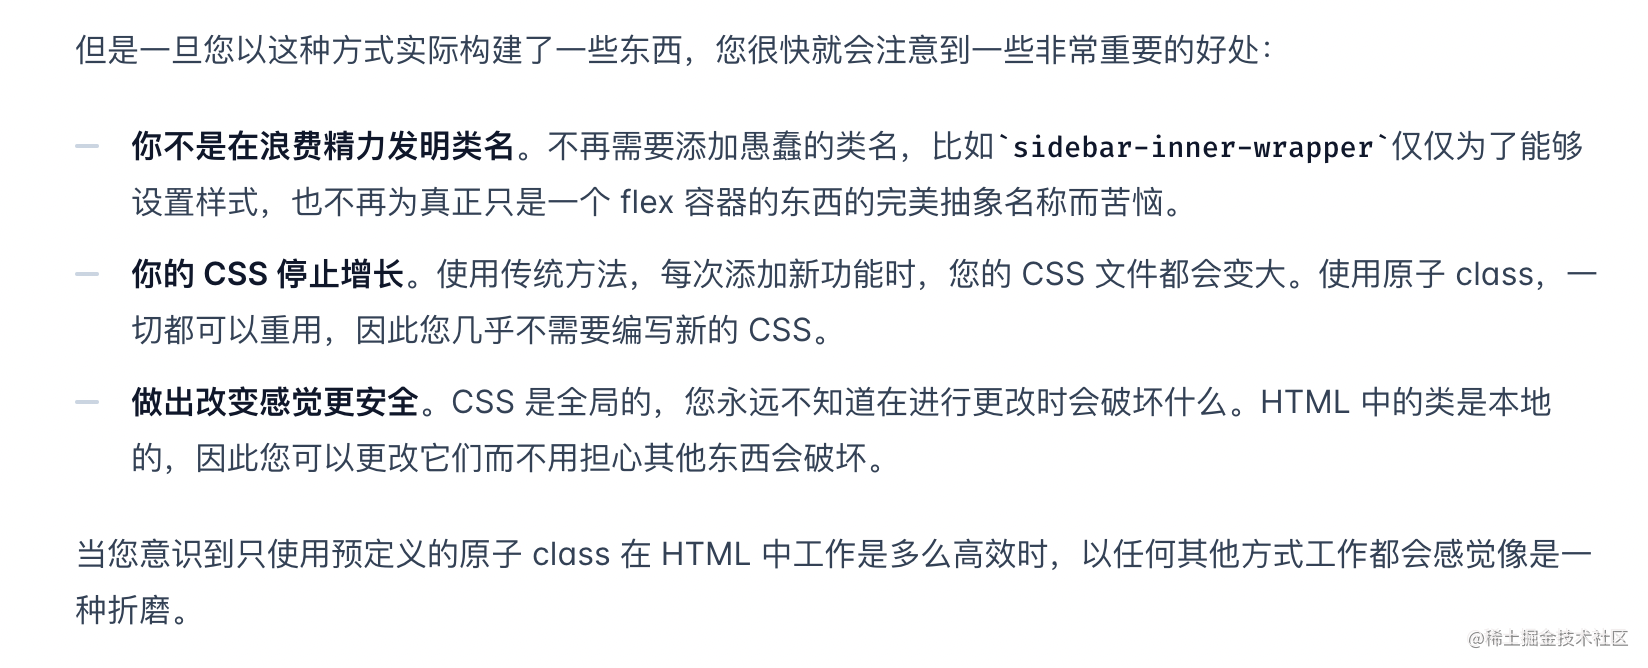 但是一旦您以这种方式实际构建了一些东西，您很快就会注意到一些非常重要的好处：
— 你不是在浪费精力发明类名。不再需要添加愚蠢的类名，比如`sidebar-inner-wrapper`仅仅为了能够
设置样式，也不再为真正只是一个 flex 容器的东西的完美抽象名称而苦恼。
— 你的 CSS 停止增长。使用传统方法，每次添加新功能时，您的 CSS 文件都会变大。使用原子 class，一
切都可以重用，因此您几乎不需要编写新的 CSS。
— 做出改变感觉更安全。CSS 是全局的，您永远不知道在进行更改时会破坏什么。HTML 中的类是本地
的，因此您可以更改它们而不用担心其他东西会破坏。
当您意识到只使用预定义的原子 class 在 HTML 中工作是多么高效时，以任何其他方式工作都会感觉像是一
种折磨。
@稀土掘金技术社区